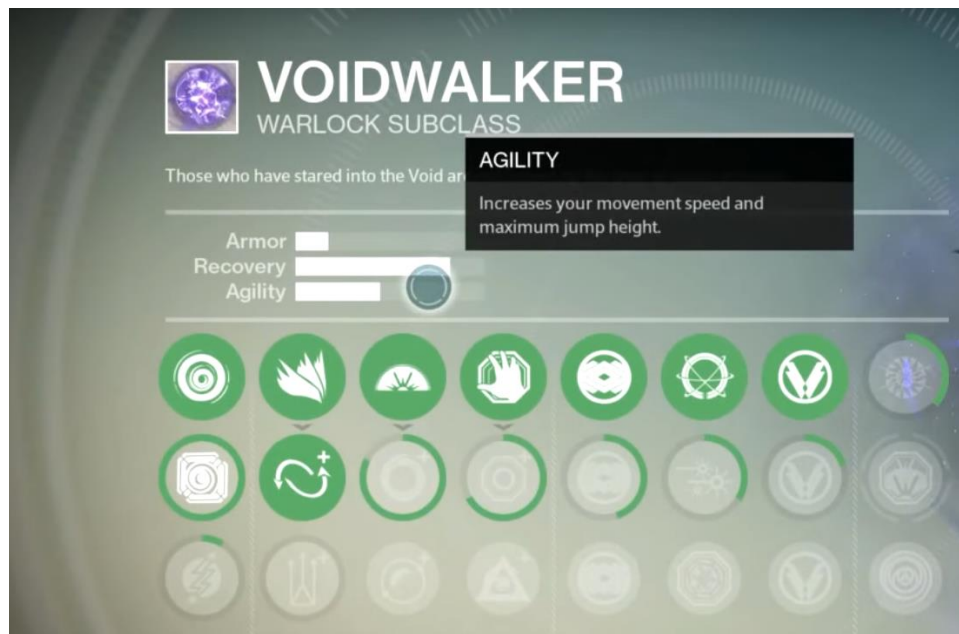 VOIDWALKER
WARLOCK SUBCLASS
AGILITY
Those who have stared into the Void are
Increases your movement speed and
maximum jump height.
Armor
Recovery
Agility